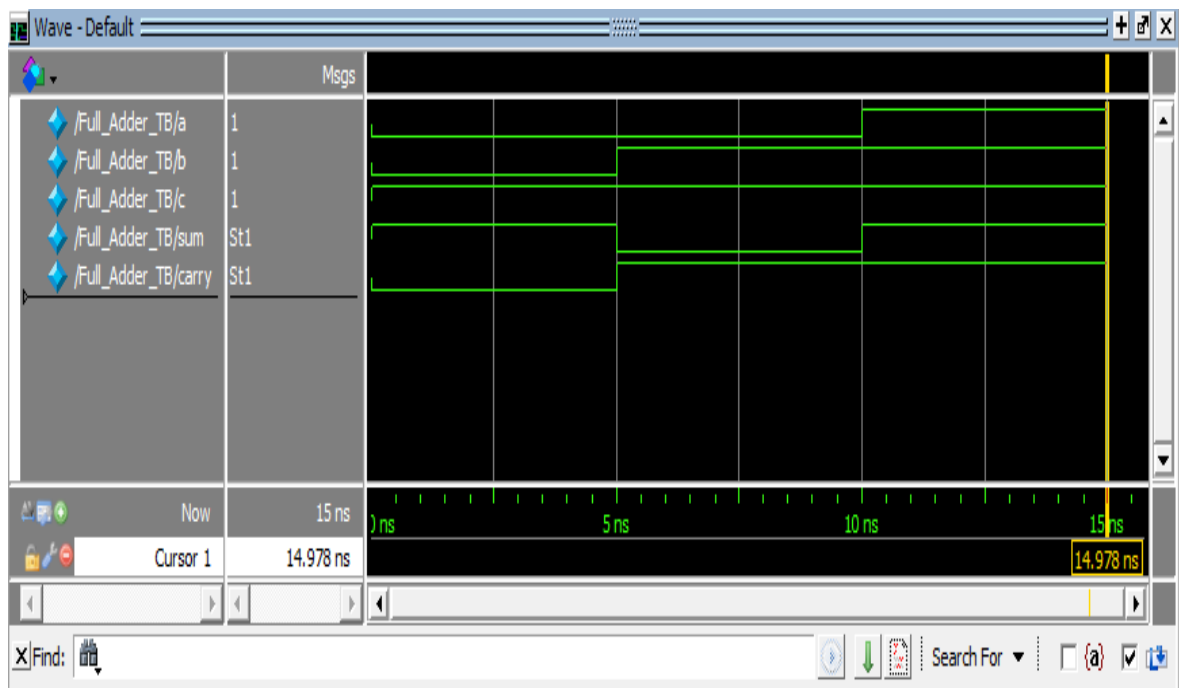 Wave - Default
Msgs
/Full_Adder_TB/a 1
/Full_Adder_TB/b 1
/Full_Adder_TB/c 1
/Full_Adder_TB/sum St1
/Full_Adder_TB/carry St1
Now 15 ns ns 5 ns 10 ns 15 ns
Cursor 1 14.978 ns 14.978 ns
Find: Search For {a}